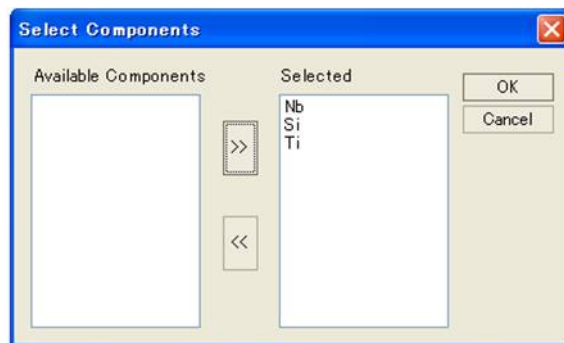 Select Components
Available Components
Selected
OK
Cancel
Nb
Si
Ti
>>
<<